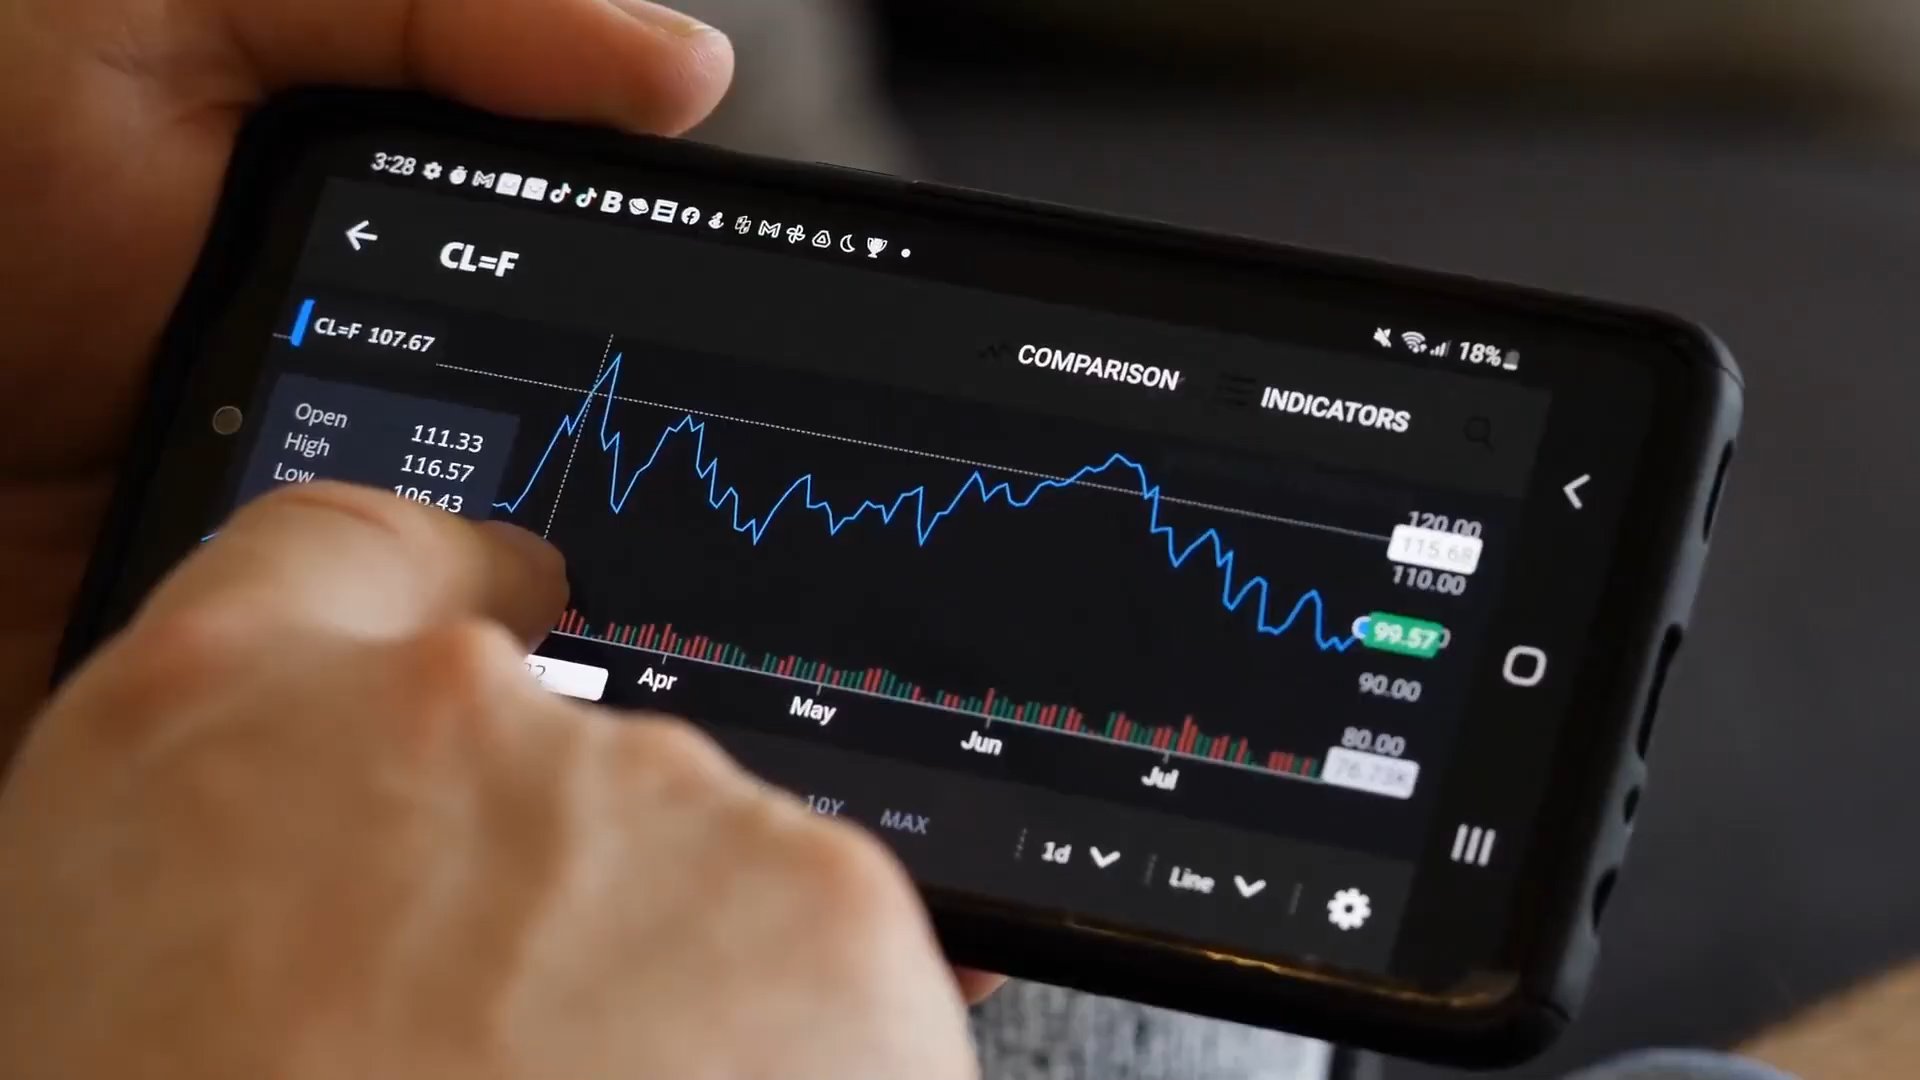 3:28
18%
CL=F
CL=F 107.67
COMPARISON
INDICATORS
Open 111.33
High 116.57
Low 106.43
120.00
110.00
99.57
90.00
80.00
Apr
May
Jun
Jul
10Y MAX
1d
Line